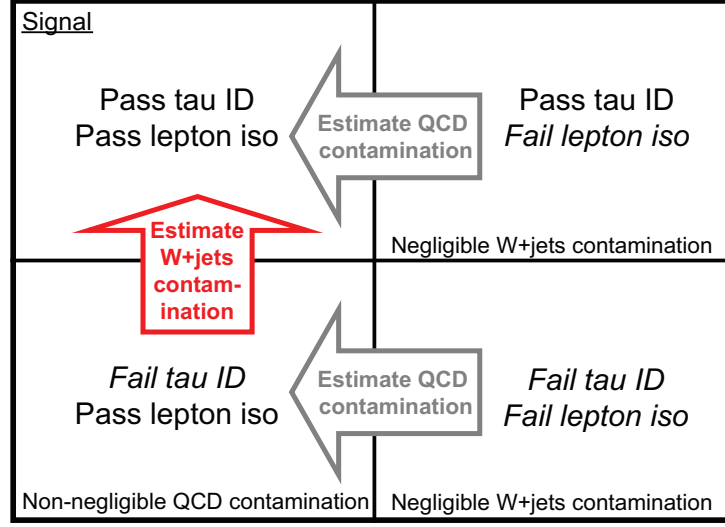 Signal
Pass tau ID
Pass lepton iso
Estimate QCD
contamination
Pass tau ID
Fail lepton iso
Negligible W+jets contamination
Estimate
W+jets
contam-
ination
Fail tau ID
Pass lepton iso
Non-negligible QCD contamination
Estimate QCD
contamination
Fail tau ID
Fail lepton iso
Negligible W+jets contamination